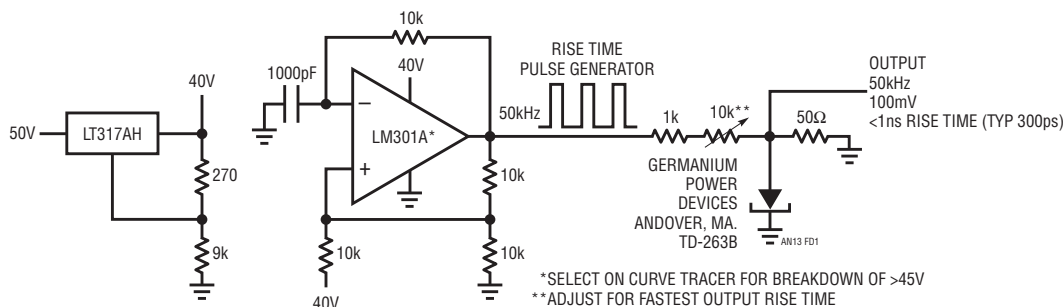 10k
RISE TIME
PULSE GENERATOR
OUTPUT
50kHz
100mV
<1ns RISE TIME (TYP 300ps)
40V
1000pF
40V
50kHz
1k
10k**
50Ω
50V
LT317AH
–
LM301A*
+
270
10k
GERMANIUM
POWER
DEVICES
ANDOVER, MA.
TD-263B
AN13 FD1
9k
10k
10k
40V
*SELECT ON CURVE TRACER FOR BREAKDOWN OF >45V
**ADJUST FOR FASTEST OUTPUT RISE TIME